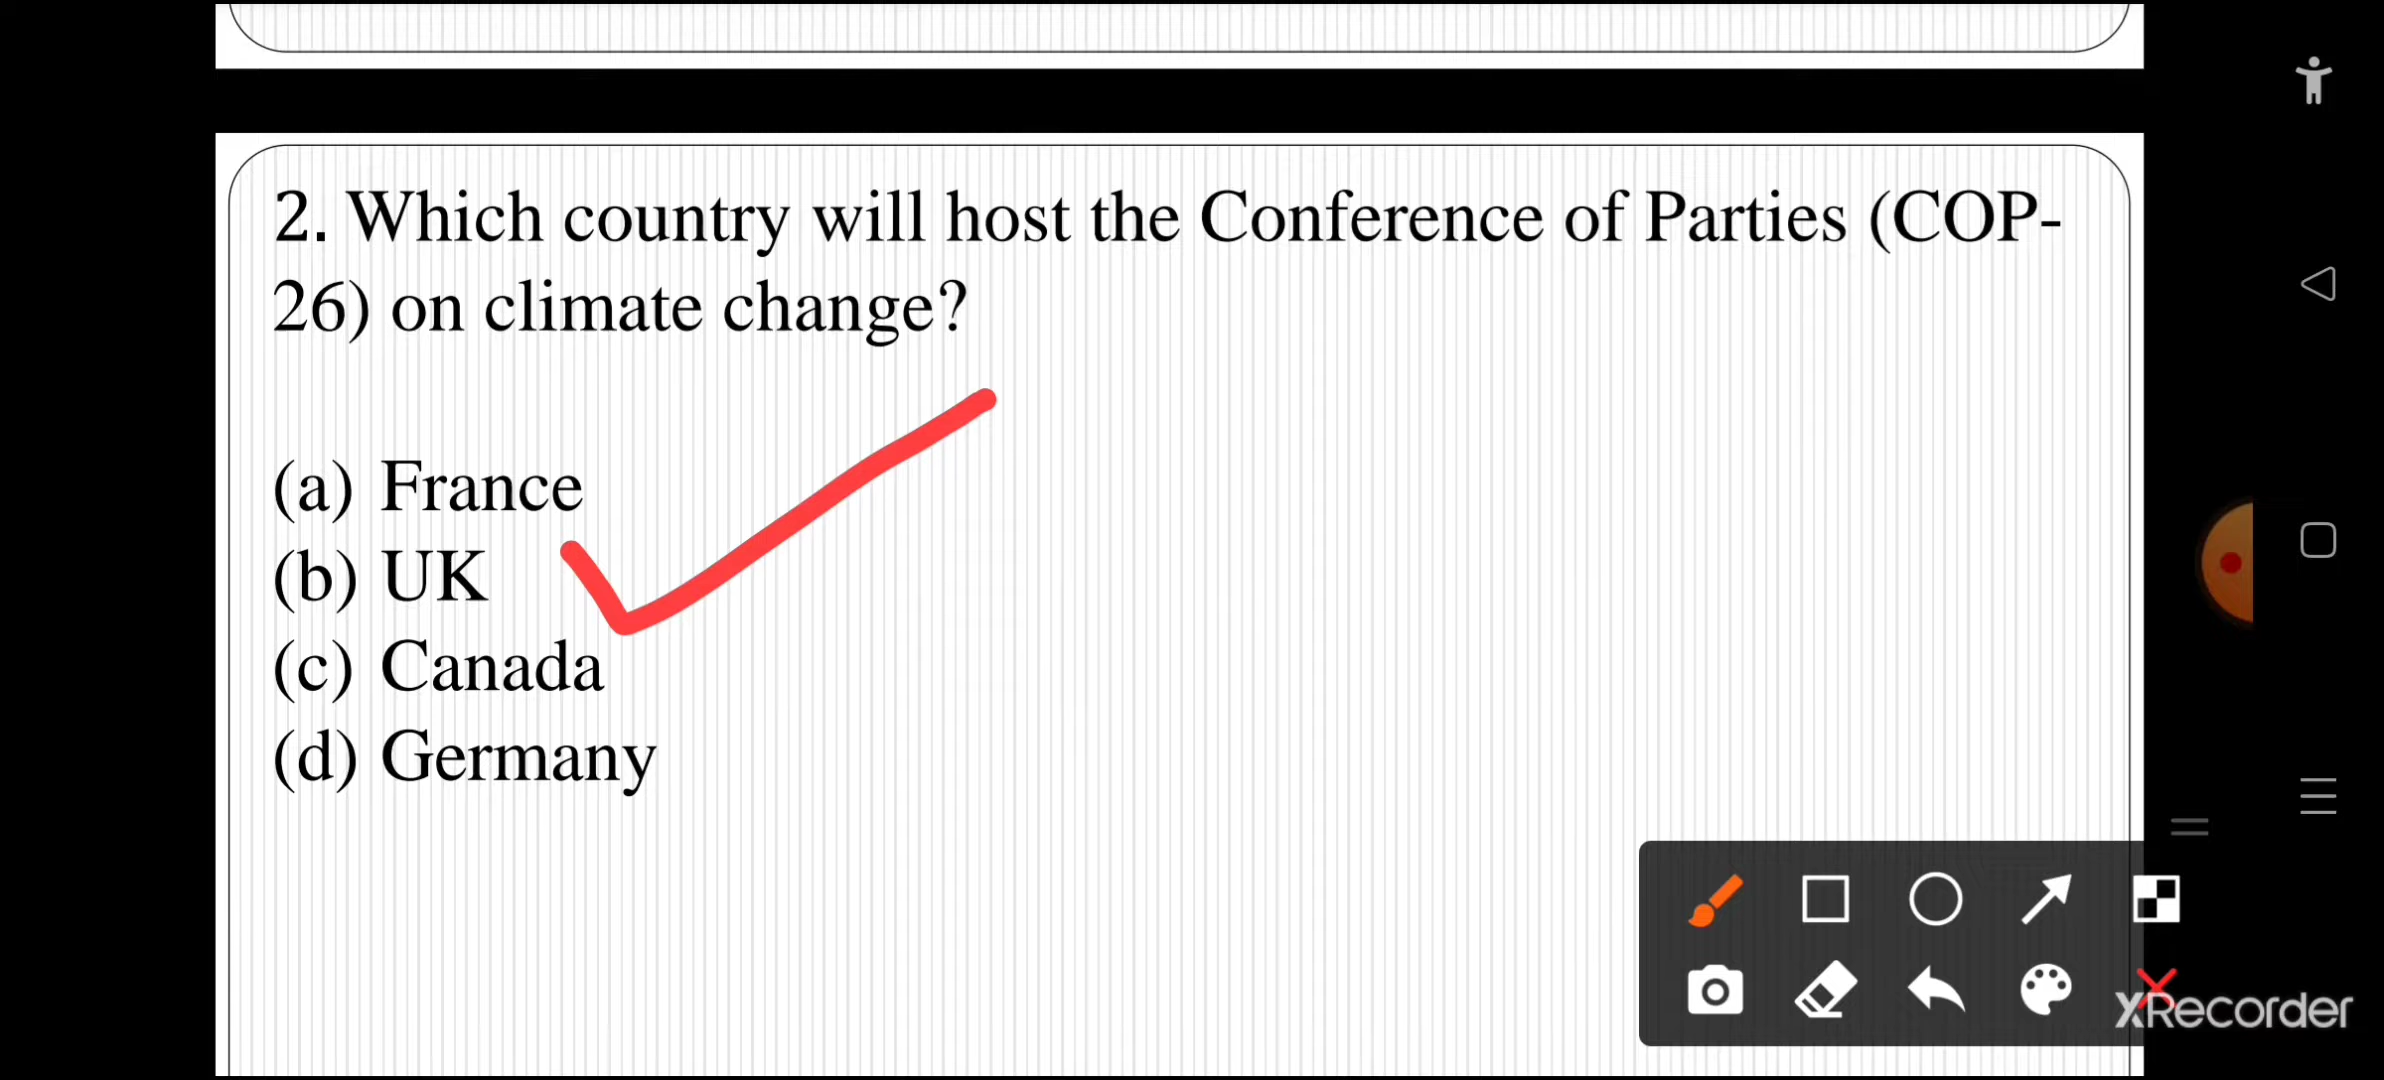 2. Which country will host the Conference of Parties (COP-
26) on climate change?
(a) France
(b) UK
(c) Canada
(d) Germany
XRecorder